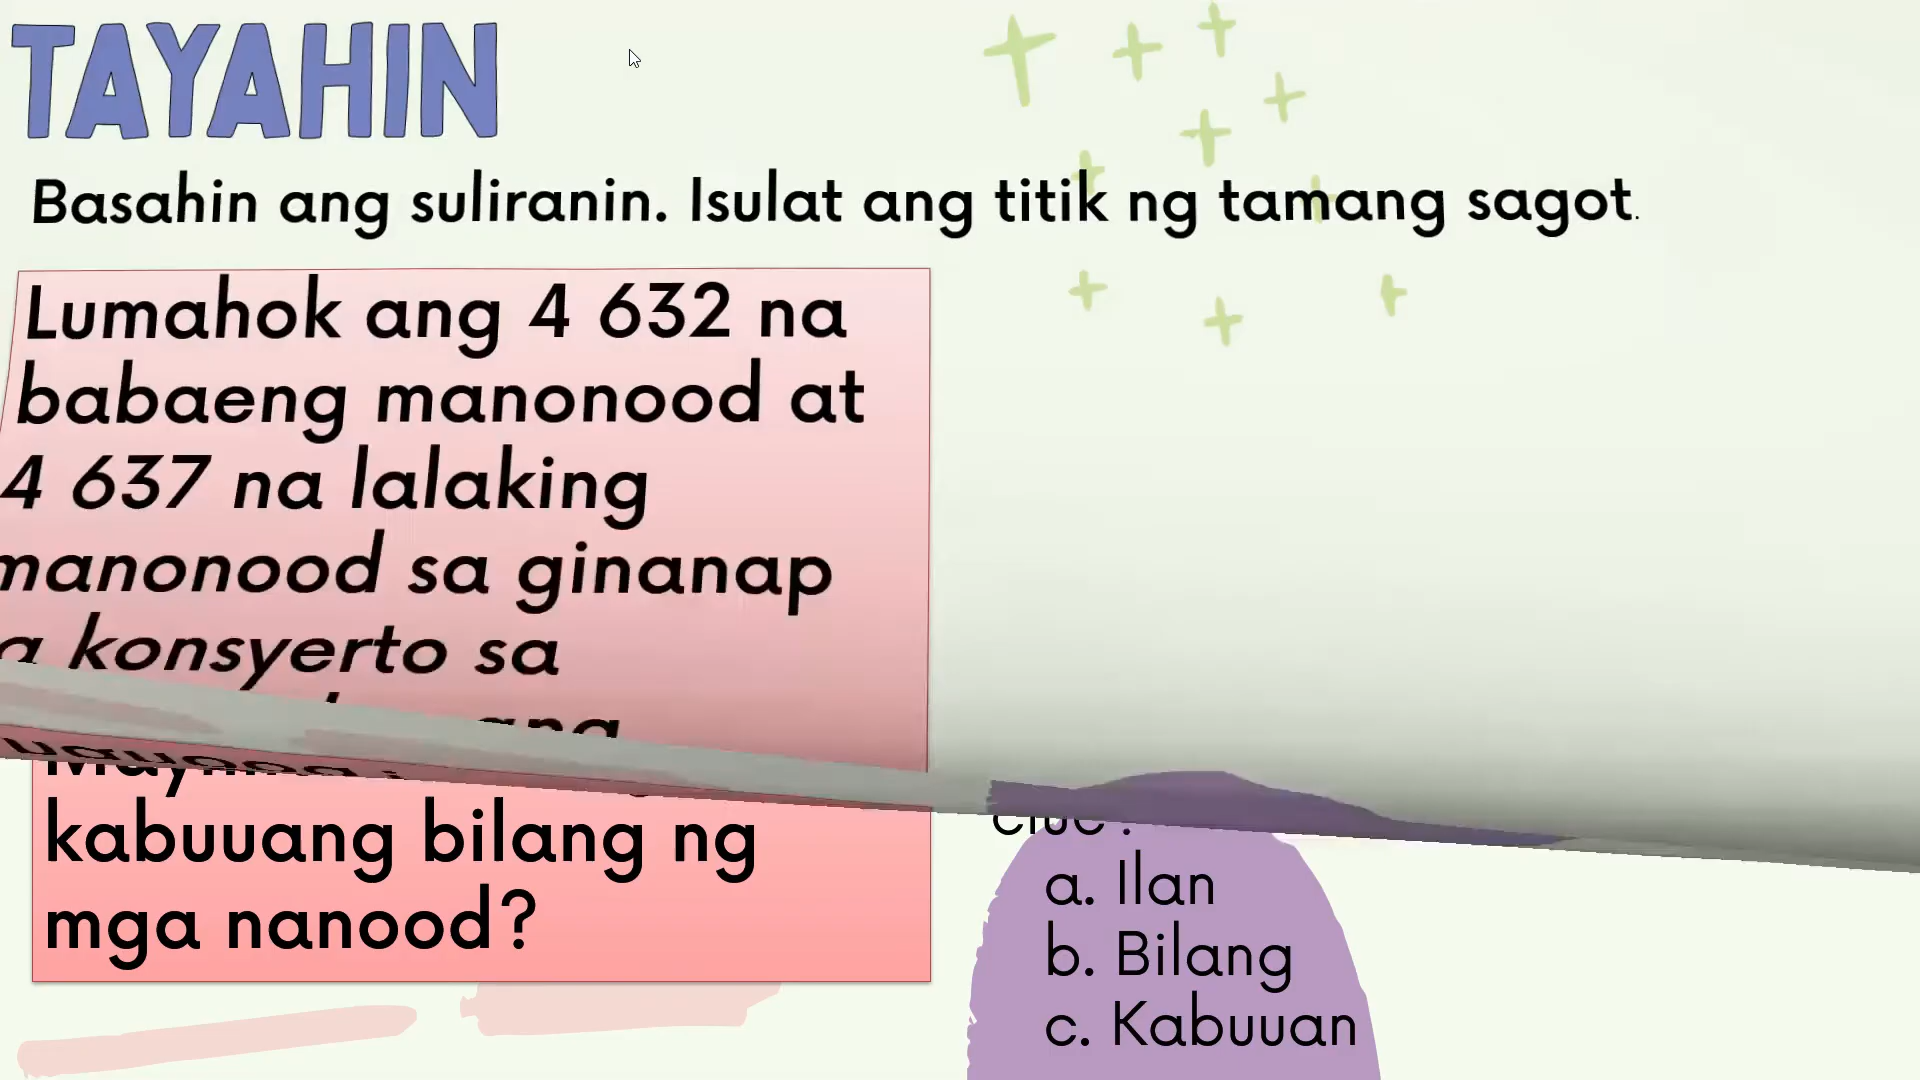 TAYAHIN
Basahin ang suliranin. Isulat ang titik ng tamang sagot.
Lumahok ang 4 632 na
babaeng manonood at
4 637 na lalaking
manonood sa ginanap
konsyerto sa
ang
kabuuang bilang ng
mga nanood?
a. Ilan
b. Bilang
c. Kabuuan